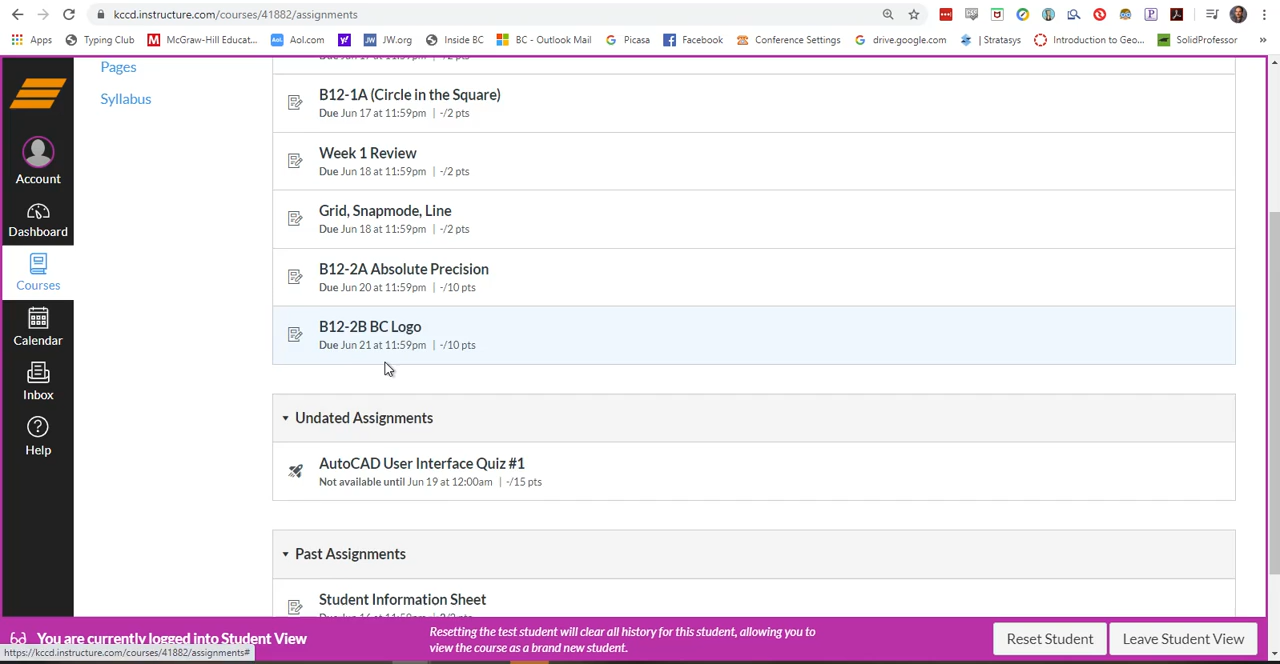 kccd.instructure.com/courses/41882/assignments
Apps
Typing Club
McGraw-Hill Educat...
Aol.com
JW.org
Inside BC
BC - Outlook Mail
Picasa
Facebook
Conference Settings
drive.google.com
| Stratasys
Introduction to Geo...
SolidProfessor
»
Pages
Syllabus
Account
Dashboard
Courses
Calendar
Inbox
Help
B12-1A (Circle in the Square)
Due Jun 17 at 11:59pm | -/2 pts
Week 1 Review
Due Jun 18 at 11:59pm | -/2 pts
Grid, Snapmode, Line
Due Jun 18 at 11:59pm | -/2 pts
B12-2A Absolute Precision
Due Jun 20 at 11:59pm | -/10 pts
B12-2B BC Logo
Due Jun 21 at 11:59pm | -/10 pts
Undated Assignments
AutoCAD User Interface Quiz #1
Not available until Jun 19 at 12:00am | -/15 pts
Past Assignments
Student Information Sheet
You are currently logged into Student View
Resetting the test student will clear all history for this student, allowing you to
view the course as a brand new student.
Reset Student
Leave Student View
https://kccd.instructure.com/courses/41882/assignments#